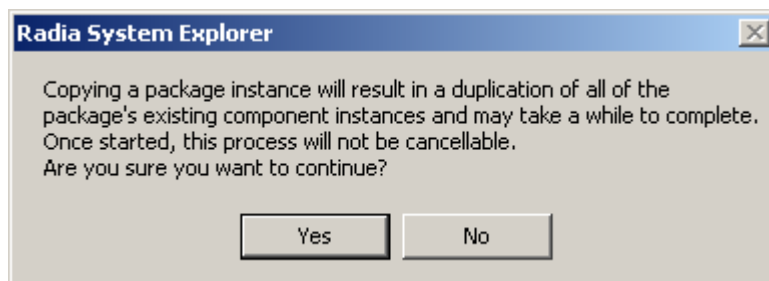 Radia System Explorer
Copying a package instance will result in a duplication of all of the
package's existing component instances and may take a while to complete.
Once started, this process will not be cancellable.
Are you sure you want to continue?
Yes No